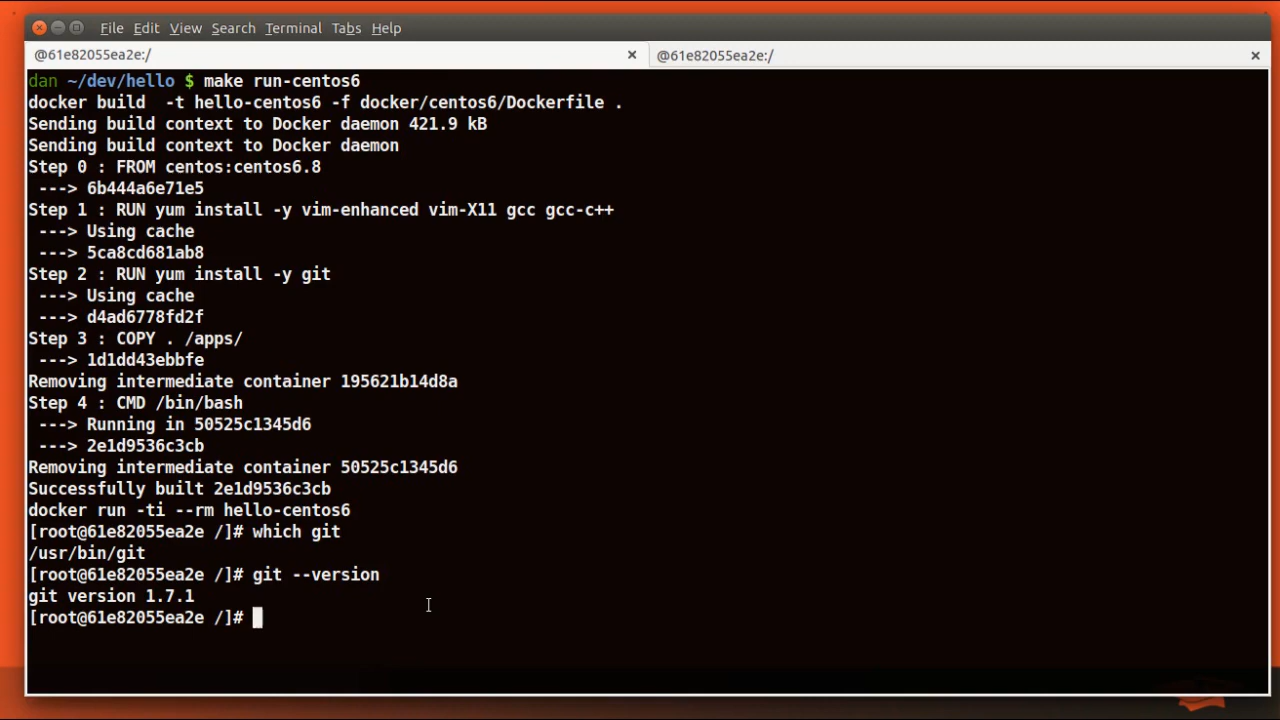 File Edit View Search Terminal Tabs Help
@61e82055ea2e:/ × @61e82055ea2e:/ ×
dan ~/dev/hello $ make run-centos6
docker build  -t hello-centos6 -f docker/centos6/Dockerfile .
Sending build context to Docker daemon 421.9 kB
Sending build context to Docker daemon
Step 0 : FROM centos:centos6.8
 ---> 6b444a6e71e5
Step 1 : RUN yum install -y vim-enhanced vim-X11 gcc gcc-c++
 ---> Using cache
 ---> 5ca8cd681ab8
Step 2 : RUN yum install -y git
 ---> Using cache
 ---> d4ad6778fd2f
Step 3 : COPY . /apps/
 ---> 1d1dd43ebbfe
Removing intermediate container 195621b14d8a
Step 4 : CMD /bin/bash
 ---> Running in 50525c1345d6
 ---> 2e1d9536c3cb
Removing intermediate container 50525c1345d6
Successfully built 2e1d9536c3cb
docker run -ti --rm hello-centos6
[root@61e82055ea2e /]# which git
/usr/bin/git
[root@61e82055ea2e /]# git --version
git version 1.7.1
[root@61e82055ea2e /]#